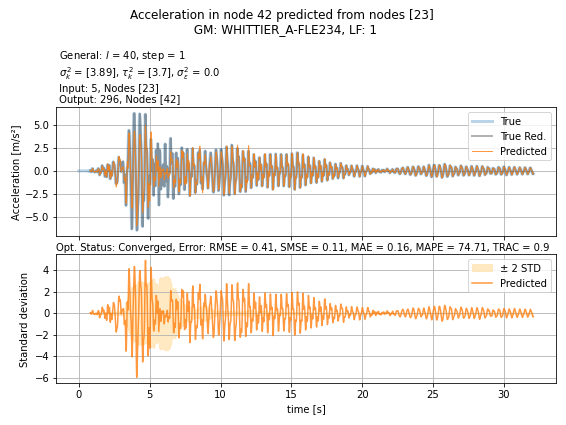 Acceleration in node 42 predicted from nodes [23]
GM: WHITTIER_A-FLE234, LF: 1
General: l = 40, step = 1
σ²ₖ = [3.89], τ²ₖ = [3.7], σ²ε = 0.0
Input: 5, Nodes [23]
Output: 296, Nodes [42]
Acceleration [m/s²]
5.0
2.5
0.0
−2.5
−5.0
True
True Red.
Predicted
Opt. Status: Converged, Error: RMSE = 0.41, SMSE = 0.11, MAE = 0.16, MAPE = 74.71, TRAC = 0.9
Standard deviation
4
2
0
−2
−4
−6
± 2 STD
Predicted
0 5 10 15 20 25 30
time [s]